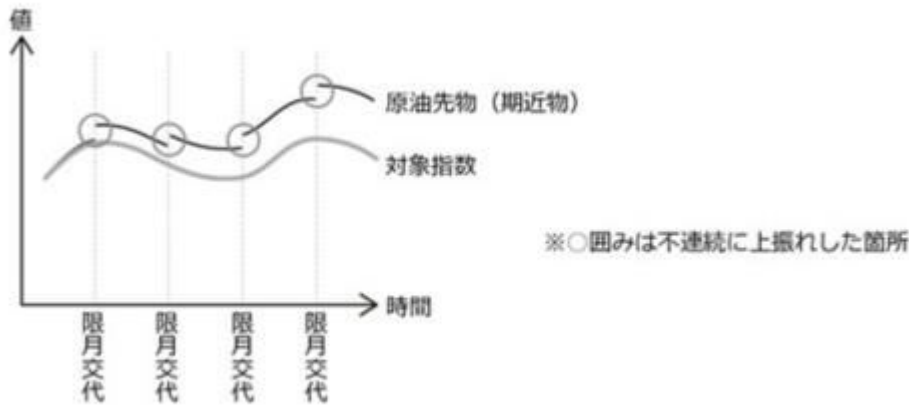 値
原油先物（期近物）
対象指数
※○囲みは不連続に上振れした箇所
時間
限月交代
限月交代
限月交代
限月交代